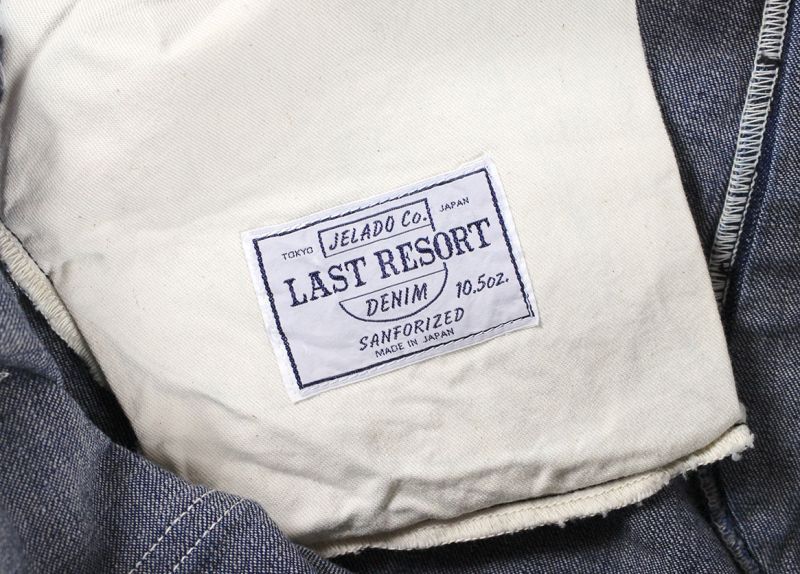 JELADO Co.
TOKYO JAPAN
LAST RESORT
DENIM 10.5oz.
SANFORIZED
MADE IN JAPAN